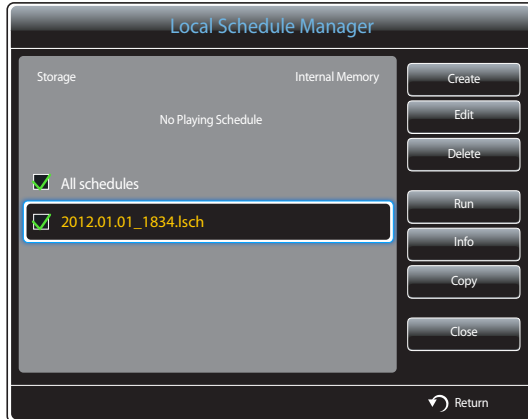 Local Schedule Manager
Storage Internal Memory
No Playing Schedule
All schedules
2012.01.01_1834.lsch
Create
Edit
Delete
Run
Info
Copy
Close
Return